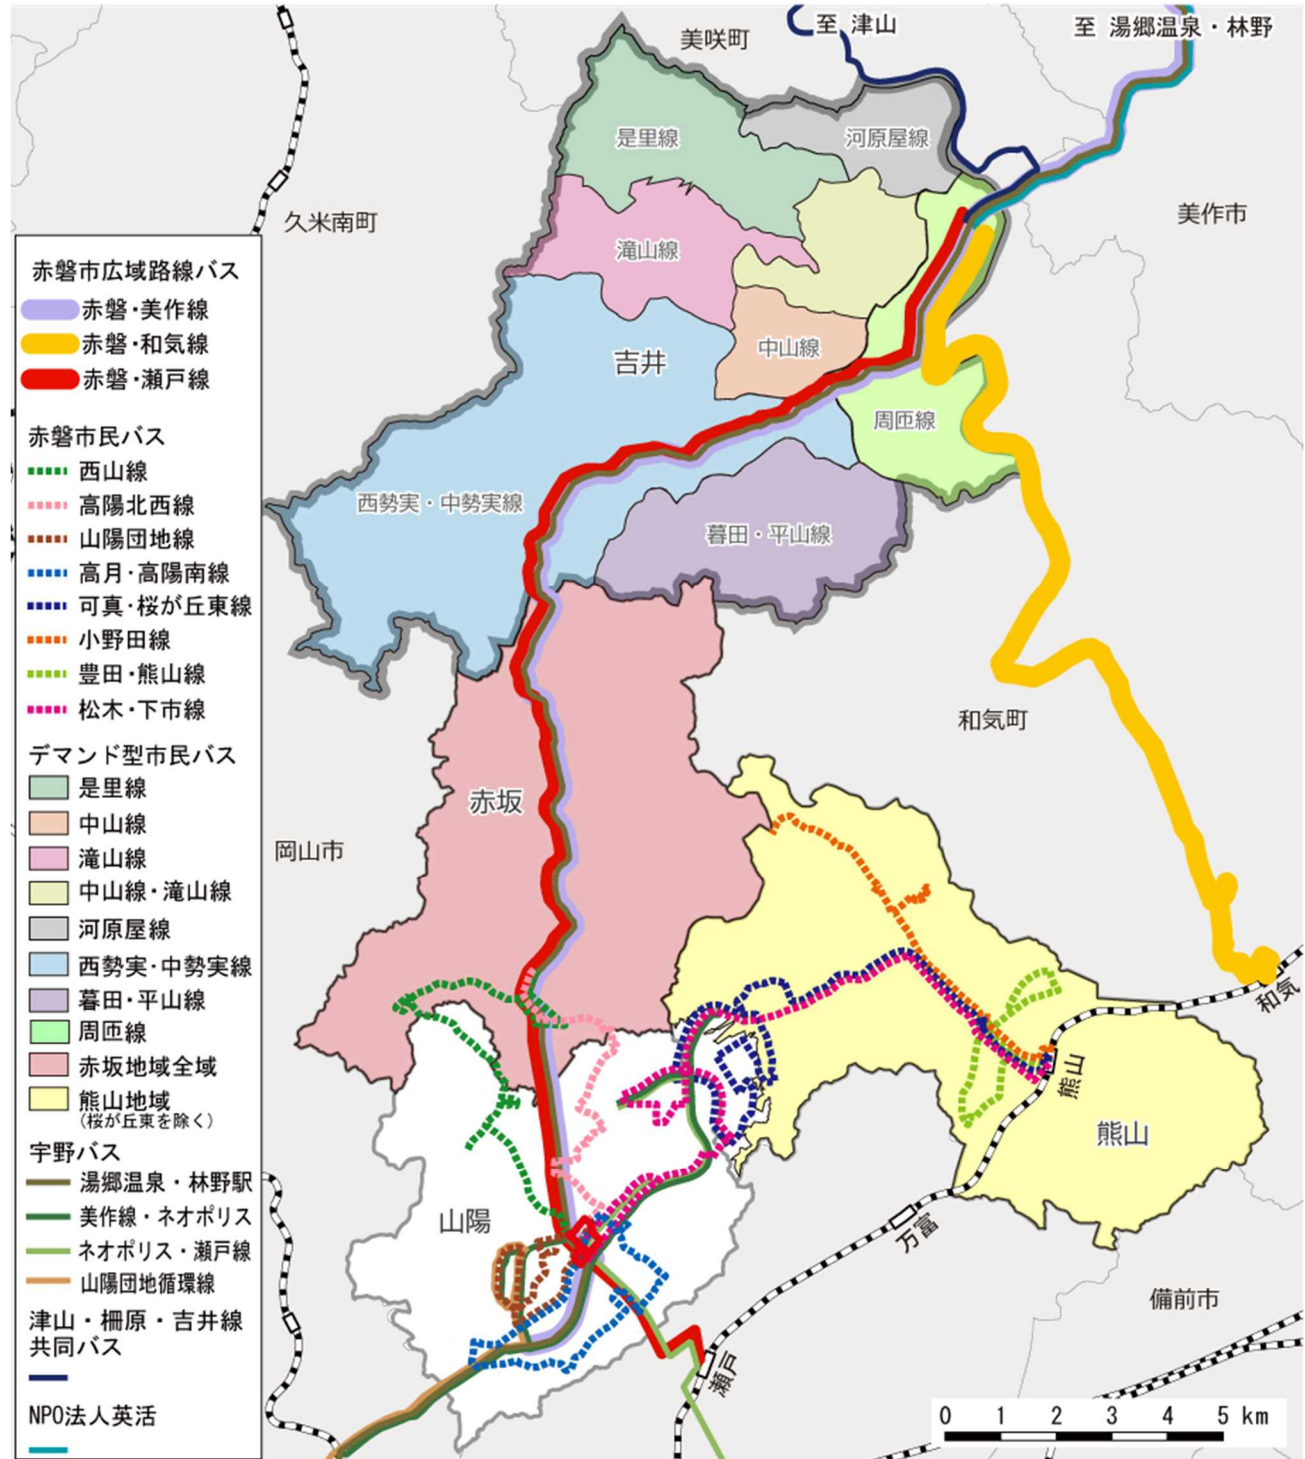 美咲町
至 津山
至 湯郷温泉・林野
是里線
河原屋線
久米南町
美作市
滝山線
中山線
吉井
周匝線
西勢実・中勢実線
暮田・平山線
和気町
赤坂
岡山市
和気
熊山
熊山
山陽
万富
備前市
瀬戸
0 1 2 3 4 5 km
赤磐市広域路線バス
赤磐・美作線
赤磐・和気線
赤磐・瀬戸線
赤磐市民バス
西山線
高陽北西線
山陽団地線
高月・高陽南線
可真・桜が丘東線
小野田線
豊田・熊山線
松木・下市線
デマンド型市民バス
是里線
中山線
滝山線
中山線・滝山線
河原屋線
西勢実・中勢実線
暮田・平山線
周匝線
赤坂地域全域
熊山地域
(桜が丘東を除く)
宇野バス
湯郷温泉・林野駅
美作線・ネオポリス
ネオポリス・瀬戸線
山陽団地循環線
津山・柵原・吉井線
共同バス
NPO法人英活